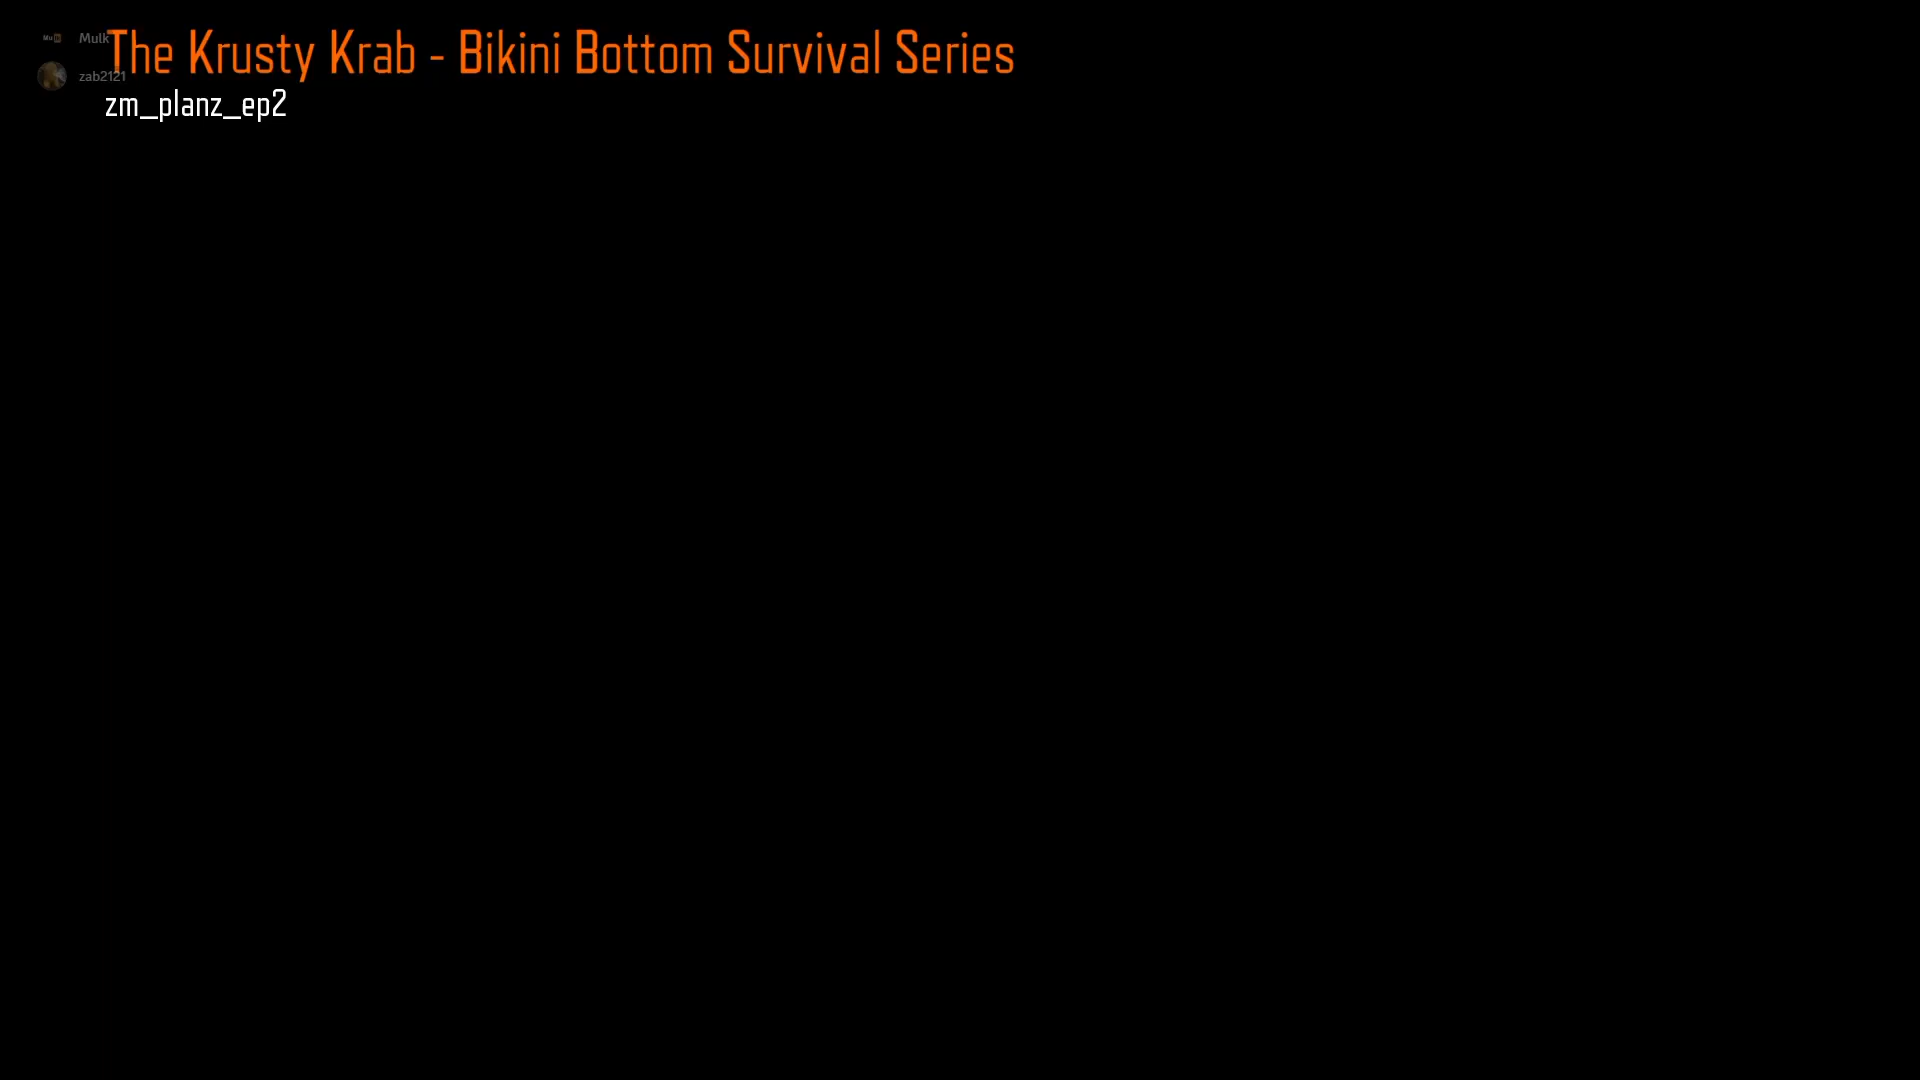 Mulk
The Krusty Krab - Bikini Bottom Survival Series
zab2121
zm_planz_ep2